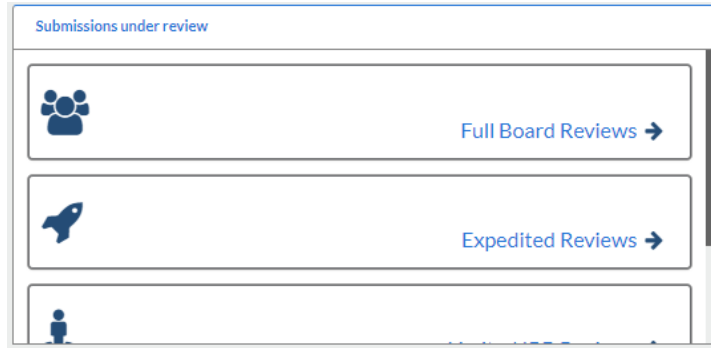 Submissions under review
Full Board Reviews
Expedited Reviews